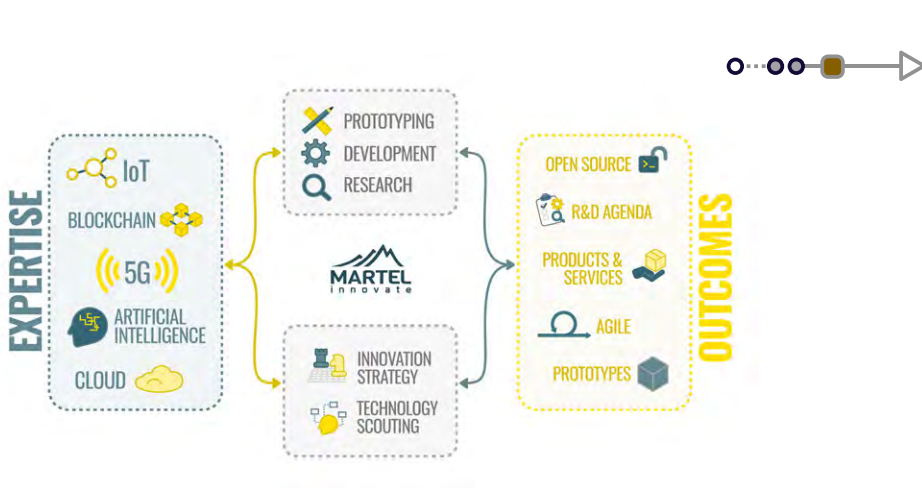 EXPERTISE
IoT
BLOCKCHAIN
5G
ARTIFICIAL
INTELLIGENCE
CLOUD
PROTOTYPING
DEVELOPMENT
RESEARCH
MARTEL
innovate
INNOVATION
STRATEGY
TECHNOLOGY
SCOUTING
OPEN SOURCE
>_
R&D AGENDA
PRODUCTS &
SERVICES
AGILE
PROTOTYPES
OUTCOMES